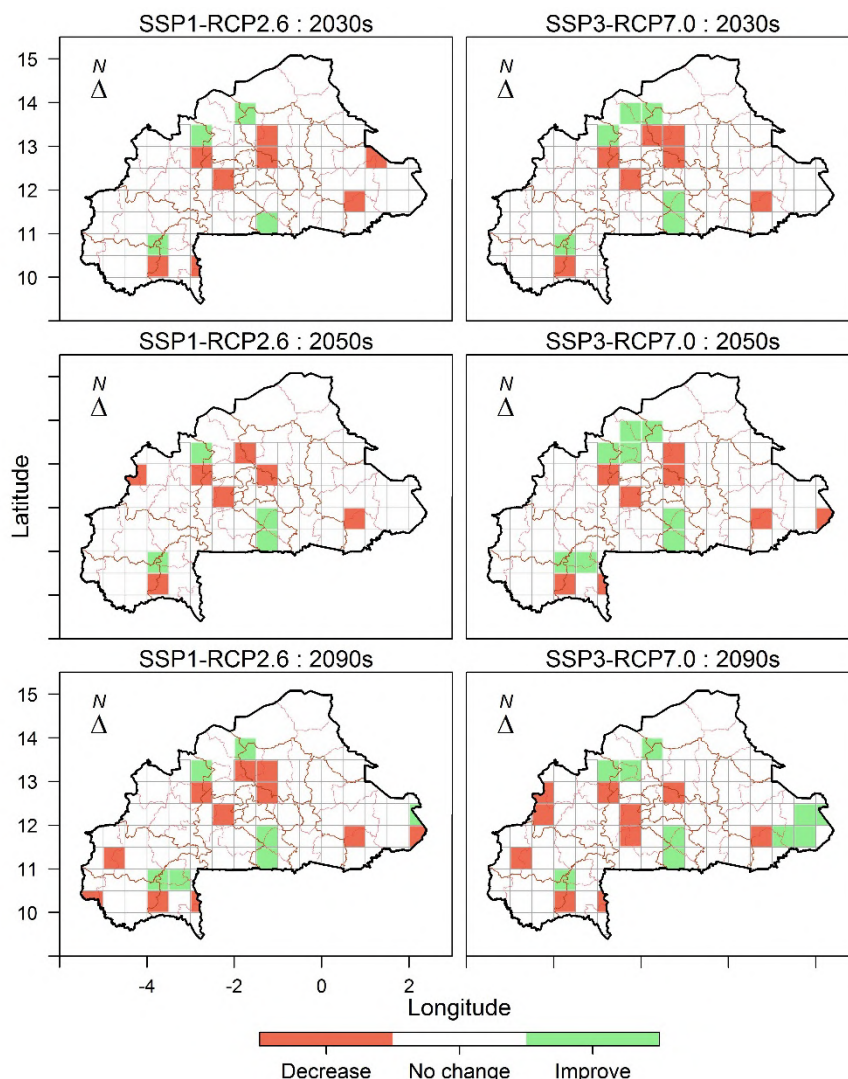 SSP1-RCP2.6 : 2030s
SSP3-RCP7.0 : 2030s
N
Δ
N
Δ
15
14
13
12
11
10
SSP1-RCP2.6 : 2050s
SSP3-RCP7.0 : 2050s
N
Δ
N
Δ
Latitude
SSP1-RCP2.6 : 2090s
SSP3-RCP7.0 : 2090s
N
Δ
N
Δ
15
14
13
12
11
10
-4 -2 0 2
Longitude
Decrease No change Improve